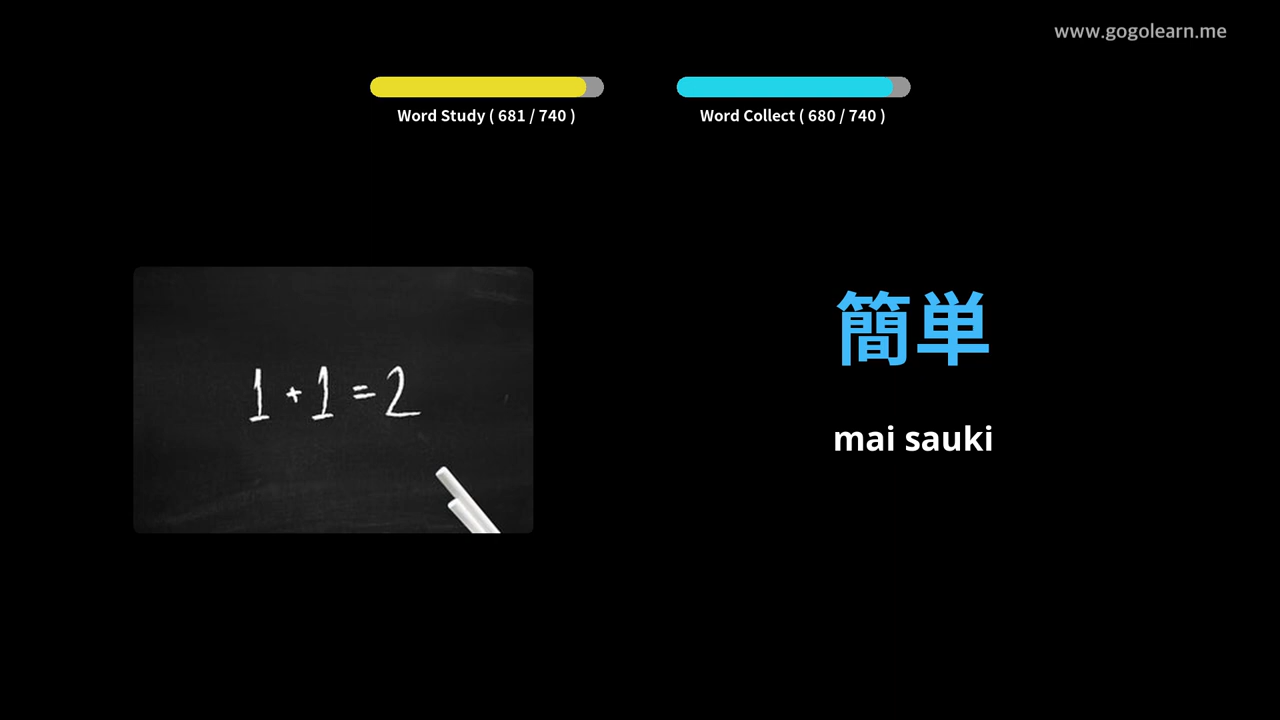 www.gogolearn.me
Word Study ( 681 / 740 )
Word Collect ( 680 / 740 )
1 + 1 = 2
簡単
mai sauki